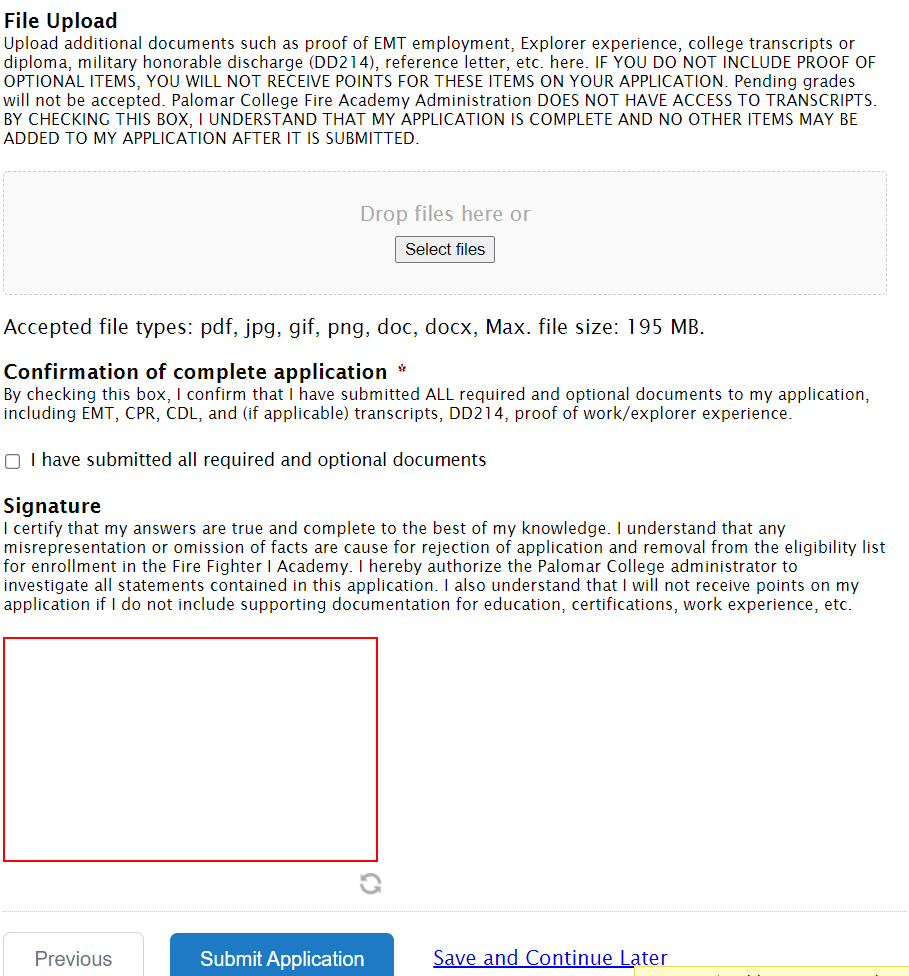 File Upload
Upload additional documents such as proof of EMT employment, Explorer experience, college transcripts or
diploma, military honorable discharge (DD214), reference letter, etc. here. IF YOU DO NOT INCLUDE PROOF OF
OPTIONAL ITEMS, YOU WILL NOT RECEIVE POINTS FOR THESE ITEMS ON YOUR APPLICATION. Pending grades
will not be accepted. Palomar College Fire Academy Administration DOES NOT HAVE ACCESS TO TRANSCRIPTS.
BY CHECKING THIS BOX, I UNDERSTAND THAT MY APPLICATION IS COMPLETE AND NO OTHER ITEMS MAY BE
ADDED TO MY APPLICATION AFTER IT IS SUBMITTED.
Drop files here or
Select files
Accepted file types: pdf, jpg, gif, png, doc, docx, Max. file size: 195 MB.
Confirmation of complete application *
By checking this box, I confirm that I have submitted ALL required and optional documents to my application,
including EMT, CPR, CDL, and (if applicable) transcripts, DD214, proof of work/explorer experience.
I have submitted all required and optional documents
Signature
I certify that my answers are true and complete to the best of my knowledge. I understand that any
misrepresentation or omission of facts are cause for rejection of application and removal from the eligibility list
for enrollment in the Fire Fighter I Academy. I hereby authorize the Palomar College administrator to
investigate all statements contained in this application. I also understand that I will not receive points on my
application if I do not include supporting documentation for education, certifications, work experience, etc.
Previous
Submit Application
Save and Continue Later